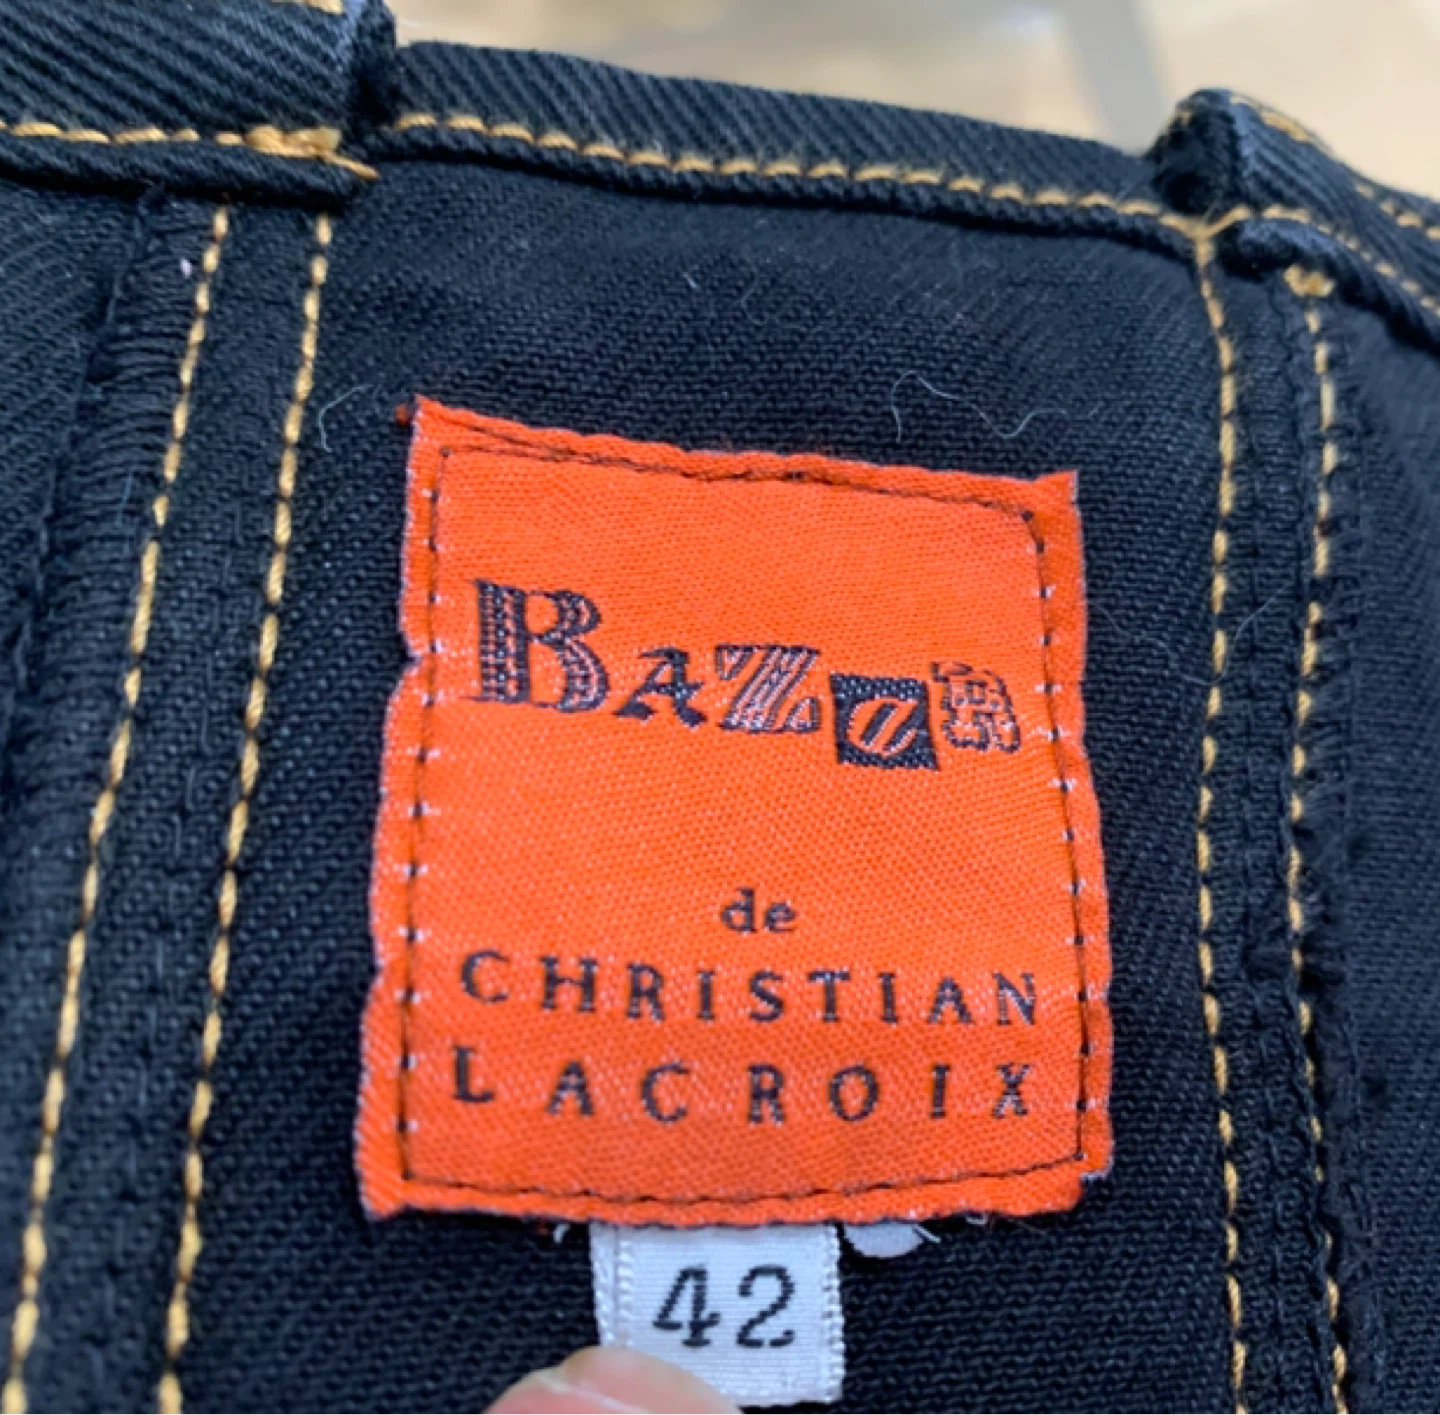 BAZaR
de
CHRISTIAN
LACROIX
42